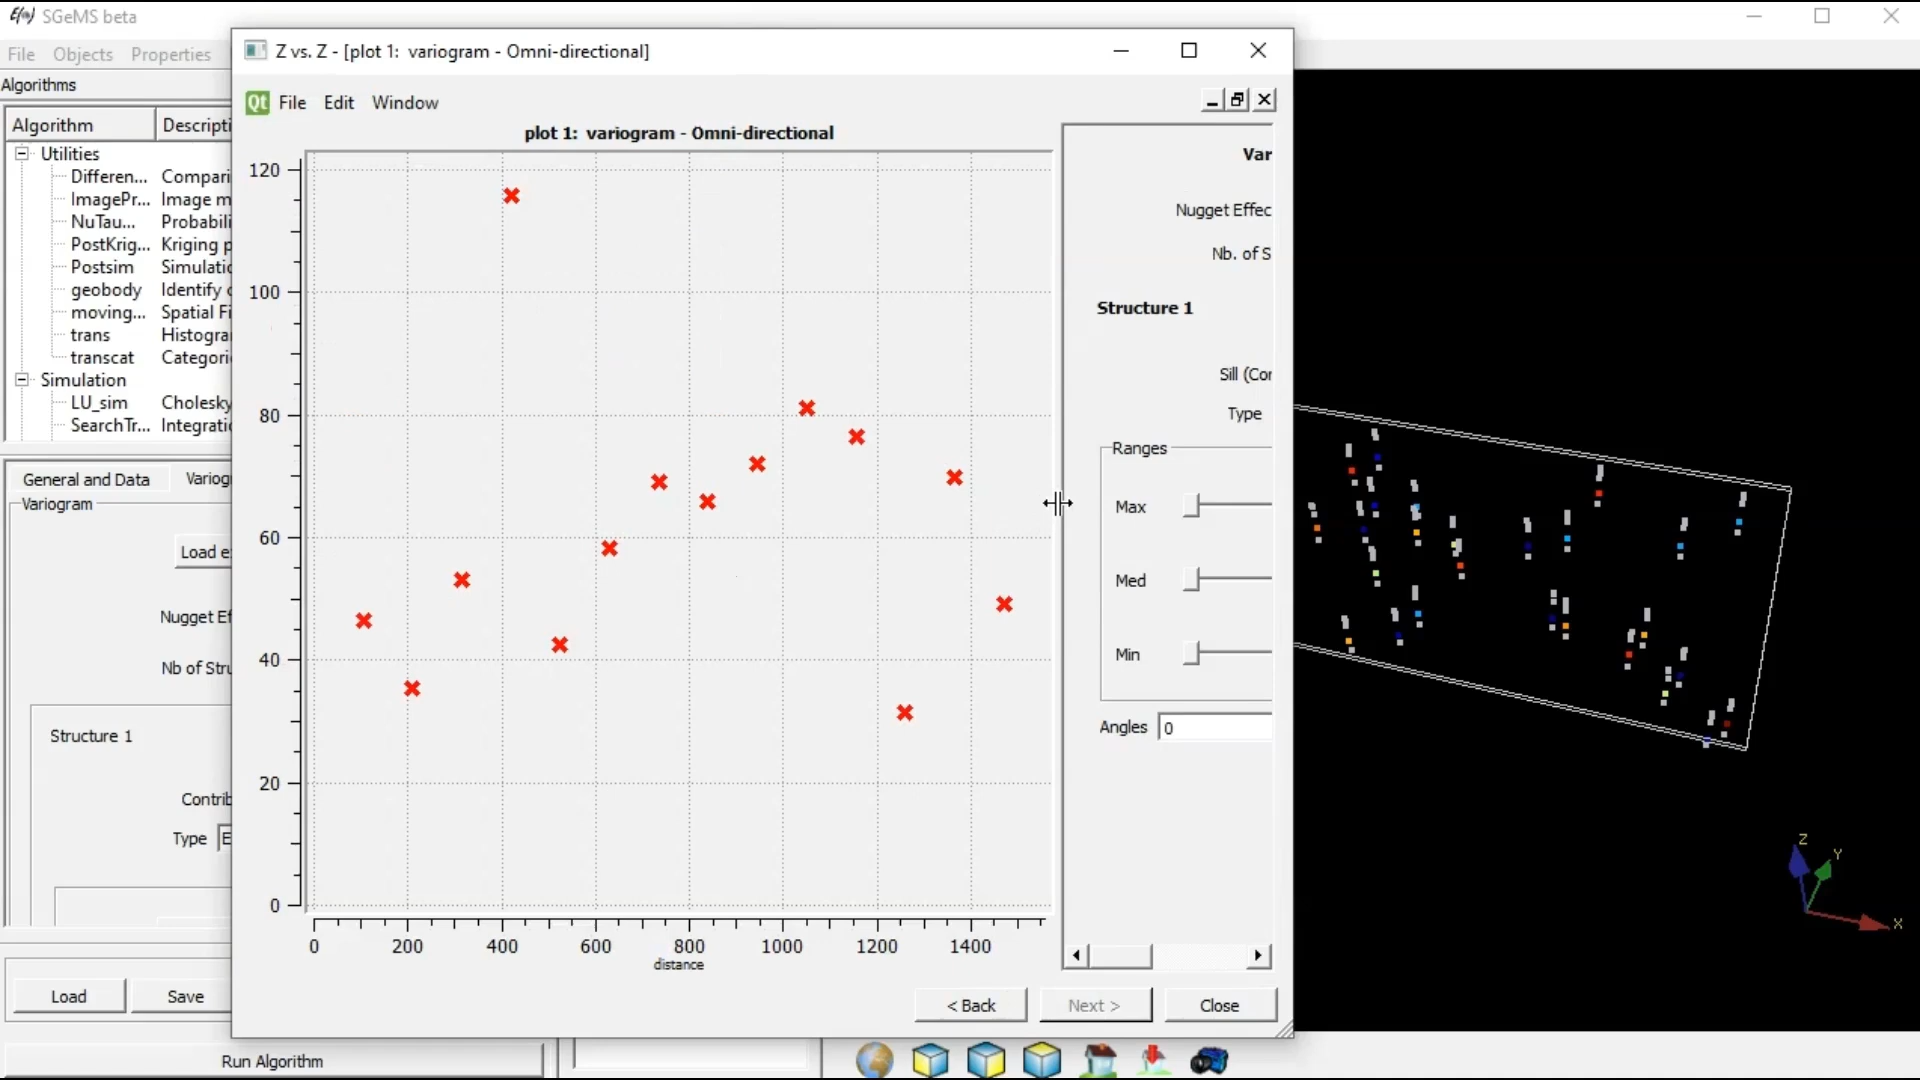 SGeMS beta
File Objects Properties
Algorithms
Algorithm Descripti
Utilities
Differen... Compari
ImagePr... Image m
NuTau... Probabili
PostKrig... Kriging p
Postsim Simulatic
geobody Identify c
moving... Spatial Fi
trans Histogra
transcat Categori
Simulation
LU_sim Cholesky
SearchTr... Integratio
General and Data Variog
Variogram
Load e
Nugget Ef
Nb of Stru
Structure 1
Contrib
Type E
Load Save
Run Algorithm
Z vs. Z - [plot 1: variogram - Omni-directional]
Qt File Edit Window
plot 1: variogram - Omni-directional
120
100
80
60
40
20
0
0 200 400 600 800 1000 1200 1400
distance
Var
Nugget Effec
Nb. of S
Structure 1
Sill (Cor
Type
Ranges
Max
Med
Min
Angles 0
< Back Next > Close
Z
Y
X